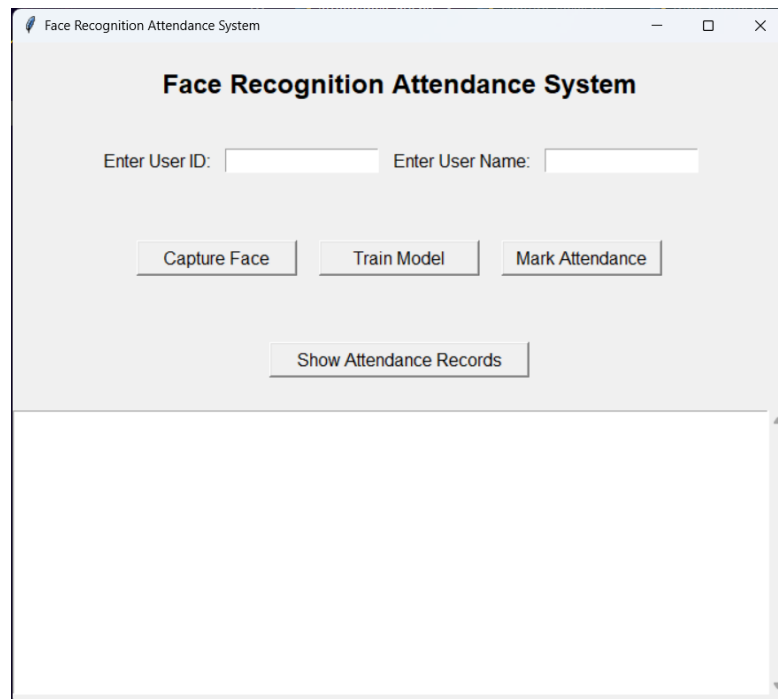 Face Recognition Attendance System
Face Recognition Attendance System
Enter User ID: Enter User Name:
Capture Face Train Model Mark Attendance
Show Attendance Records